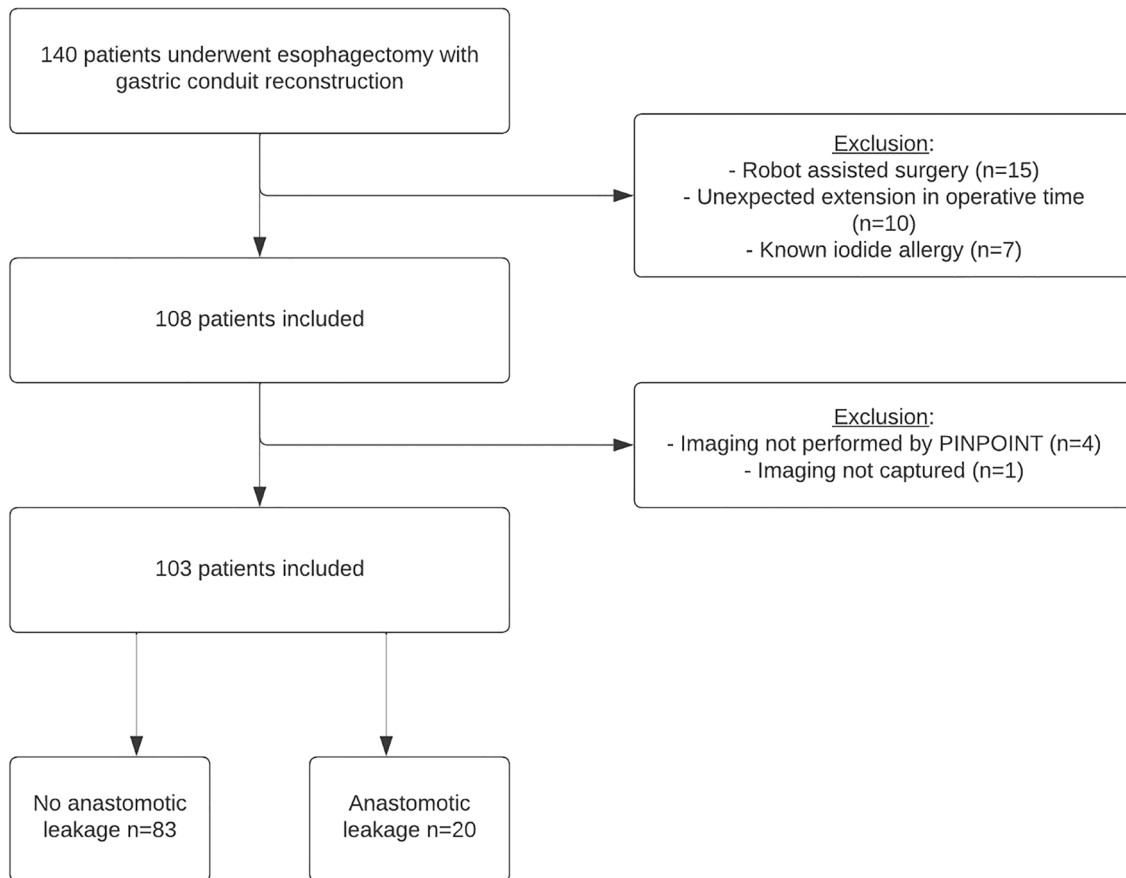 140 patients underwent esophagectomy with
gastric conduit reconstruction
Exclusion:
- Robot assisted surgery (n=15)
- Unexpected extension in operative time
(n=10)
- Known iodide allergy (n=7)
108 patients included
Exclusion:
- Imaging not performed by PINPOINT (n=4)
- Imaging not captured (n=1)
103 patients included
No anastomotic
leakage n=83
Anastomotic
leakage n=20